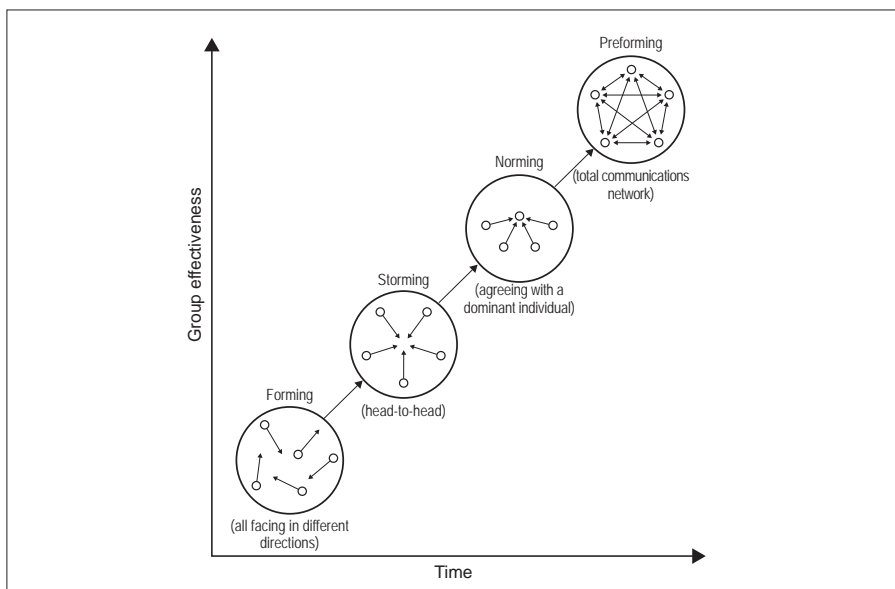 Preforming
(total communications
network)
Norming
(agreeing with a
dominant individual)
Storming
(head-to-head)
Forming
(all facing in different
directions)
Group effectiveness
Time